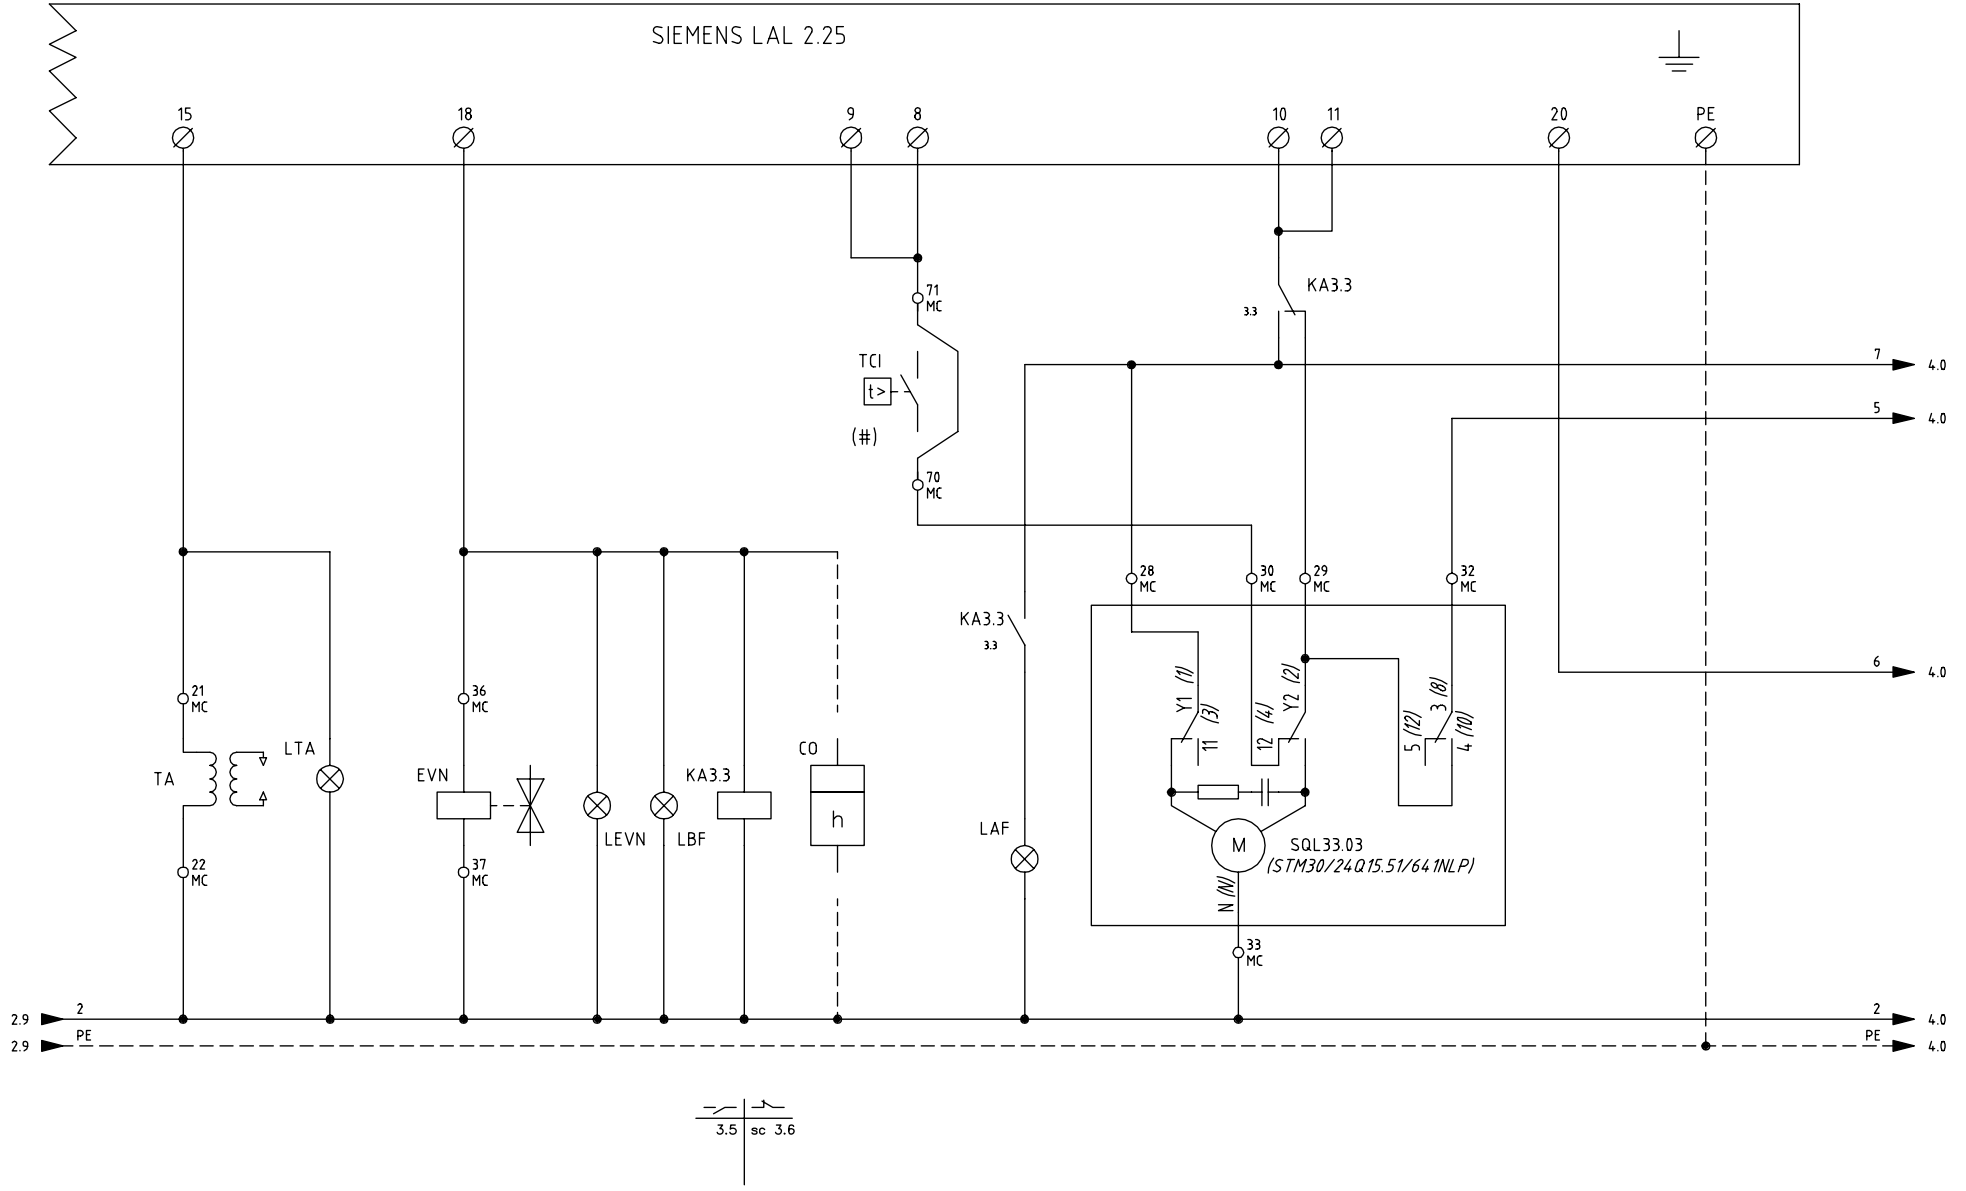 SIEMENS LAL 2.25
15
18
9
8
10
11
20
PE
71
MC
KA3.3
3.3
TCI
t>
(#)
7
4.0
5
4.0
70
MC
28
MC
30
MC
29
MC
32
MC
KA3.3
3.3
6
4.0
21
MC
36
MC
Y1 (1)
11 (3)
12 (4)
Y2 (2)
5 (12)
3 (8)
4 (10)
TA
LTA
EVN
KA3.3
CO
h
LEVN
LBF
LAF
M
SQL33.03
(STM30/24Q15.51/641NLP)
22
MC
37
MC
N (N)
33
MC
2.9
2
2
4.0
2.9
PE
PE
4.0
3.5
sc 3.6